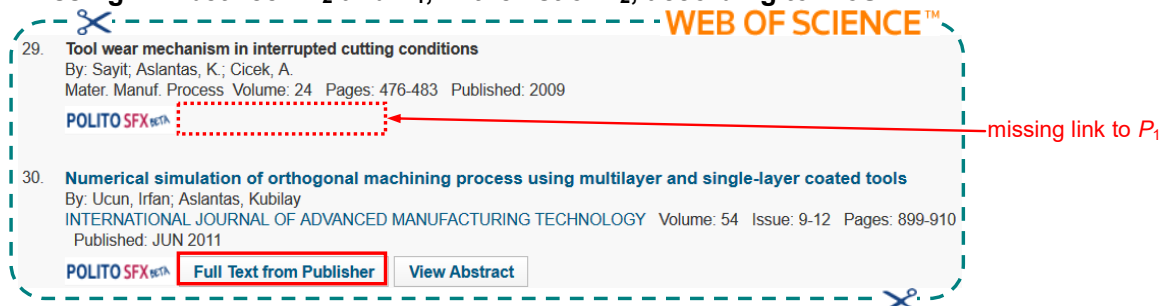 WEB OF SCIENCE™
29. Tool wear mechanism in interrupted cutting conditions
By: Sayit; Aslantas, K.; Cicek, A.
Mater. Manuf. Process Volume: 24 Pages: 476-483 Published: 2009
POLITO SFX BETA
missing link to P1
30. Numerical simulation of orthogonal machining process using multilayer and single-layer coated tools
By: Ucun, Irfan; Aslantas, Kubilay
INTERNATIONAL JOURNAL OF ADVANCED MANUFACTURING TECHNOLOGY Volume: 54 Issue: 9-12 Pages: 899-910
Published: JUN 2011
POLITO SFX BETA Full Text from Publisher View Abstract